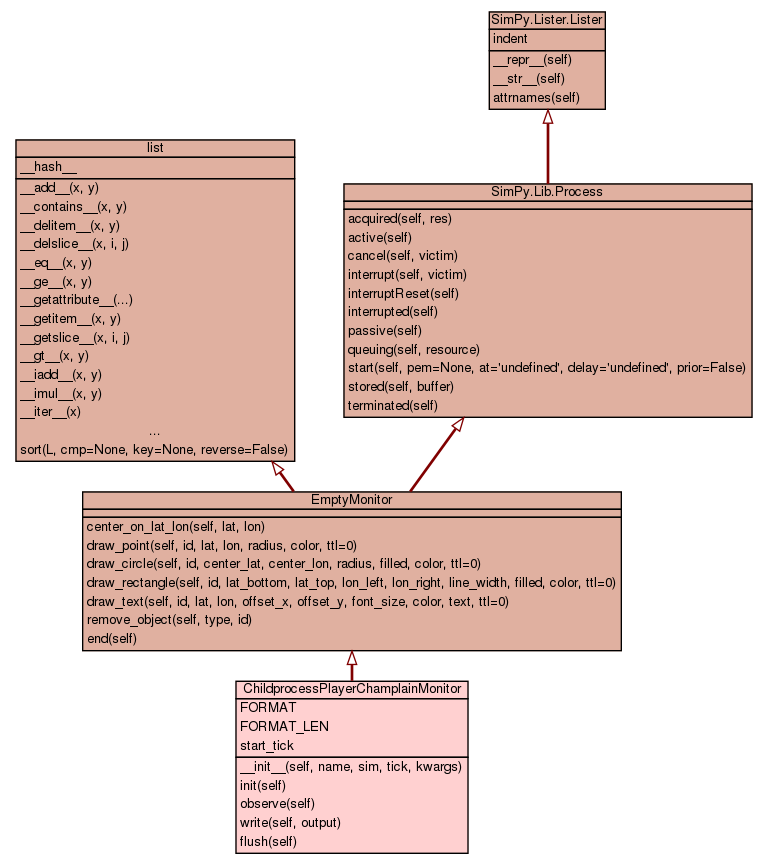 SimPy.Lister.Lister
indent
__repr__(self)
__str__(self)
attrnames(self)
list
__hash__
__add__(x, y)
__contains__(x, y)
__delitem__(x, y)
__delslice__(x, i, j)
__eq__(x, y)
__ge__(x, y)
__getattribute__(...)
__getitem__(x, y)
__getslice__(x, i, j)
__gt__(x, y)
__iadd__(x, y)
__imul__(x, y)
__iter__(x)
...
sort(L, cmp=None, key=None, reverse=False)
SimPy.Lib.Process
acquired(self, res)
active(self)
cancel(self, victim)
interrupt(self, victim)
interruptReset(self)
interrupted(self)
passive(self)
queuing(self, resource)
start(self, pem=None, at='undefined', delay='undefined', prior=False)
stored(self, buffer)
terminated(self)
EmptyMonitor
center_on_lat_lon(self, lat, lon)
draw_point(self, id, lat, lon, radius, color, ttl=0)
draw_circle(self, id, center_lat, center_lon, radius, filled, color, ttl=0)
draw_rectangle(self, id, lat_bottom, lat_top, lon_left, lon_right, line_width, filled, color, ttl=0)
draw_text(self, id, lat, lon, offset_x, offset_y, font_size, color, text, ttl=0)
remove_object(self, type, id)
end(self)
ChildprocessPlayerChamplainMonitor
FORMAT
FORMAT_LEN
start_tick
__init__(self, name, sim, tick, kwargs)
init(self)
observe(self)
write(self, output)
flush(self)